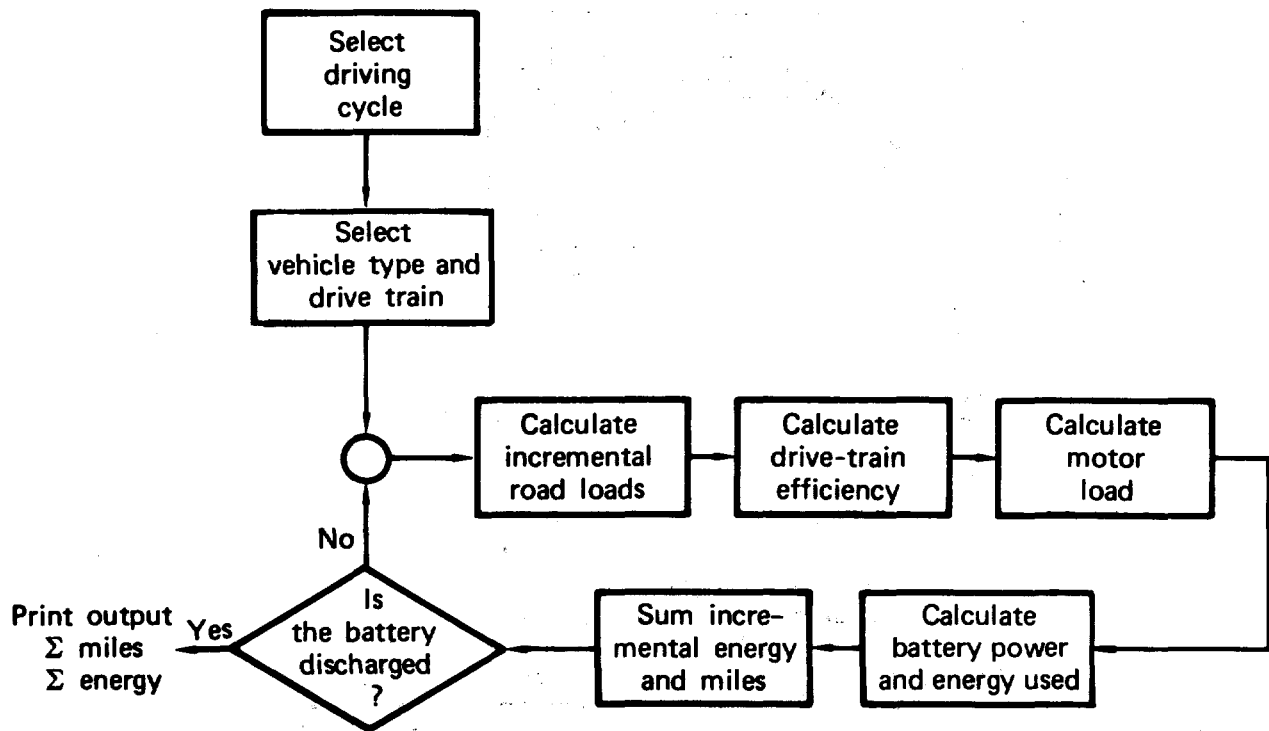 Select
driving
cycle
Select
vehicle type and
drive train
Calculate
incremental
road loads
Calculate
drive-train
efficiency
Calculate
motor
load
Calculate
battery power
and energy used
Sum incre-
mental energy
and miles
Is
the battery
discharged
?
No
Yes
Print output
Σ miles
Σ energy